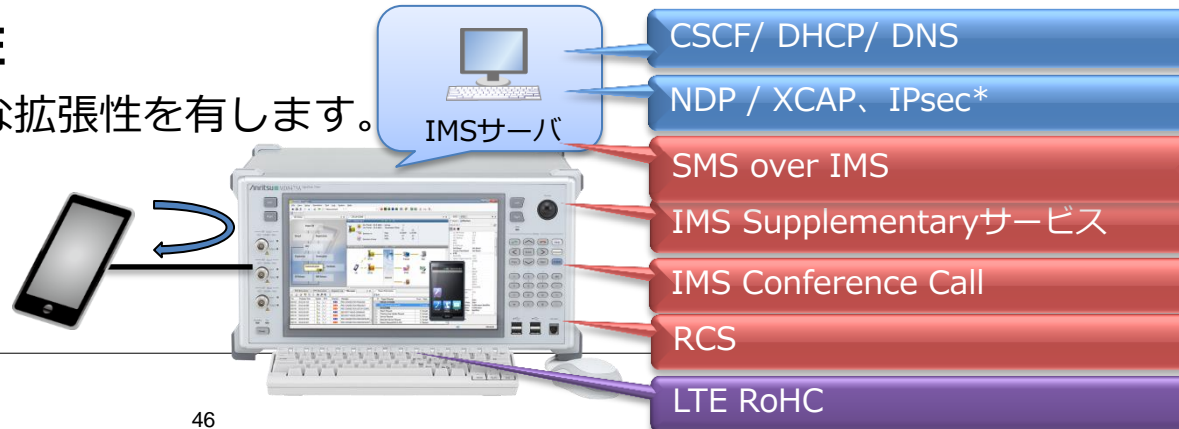 E
な拡張性を有します。
IMSサーバ
CSCF/ DHCP/ DNS
NDP / XCAP、IPsec*
SMS over IMS
IMS Supplementaryサービス
IMS Conference Call
RCS
LTE RoHC
Anritsu
46